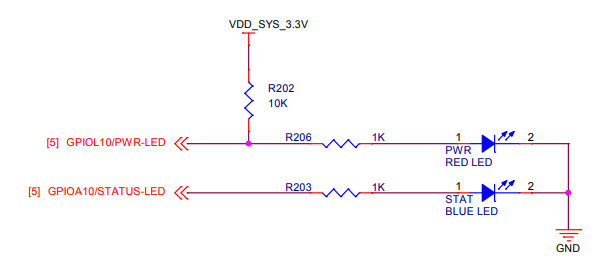 VDD_SYS_3.3V
R202
10K
[5] GPIOL10/PWR-LED
R206 1K 1 2
PWR
RED LED
[5] GPIOA10/STATUS-LED
R203 1K 1 2
STAT
BLUE LED
GND